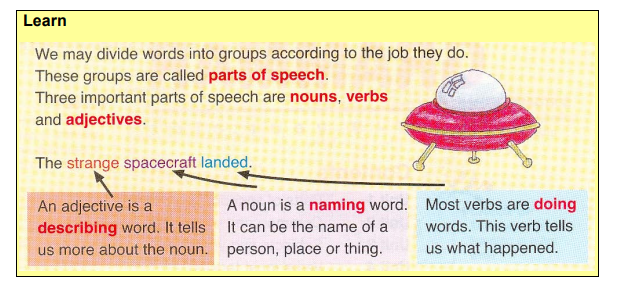 Learn
We may divide words into groups according to the job they do.
These groups are called parts of speech.
Three important parts of speech are nouns, verbs
and adjectives.
The strange spacecraft landed.
An adjective is a
describing word. It tells
us more about the noun.
A noun is a naming word.
It can be the name of a
person, place or thing.
Most verbs are doing
words. This verb tells
us what happened.